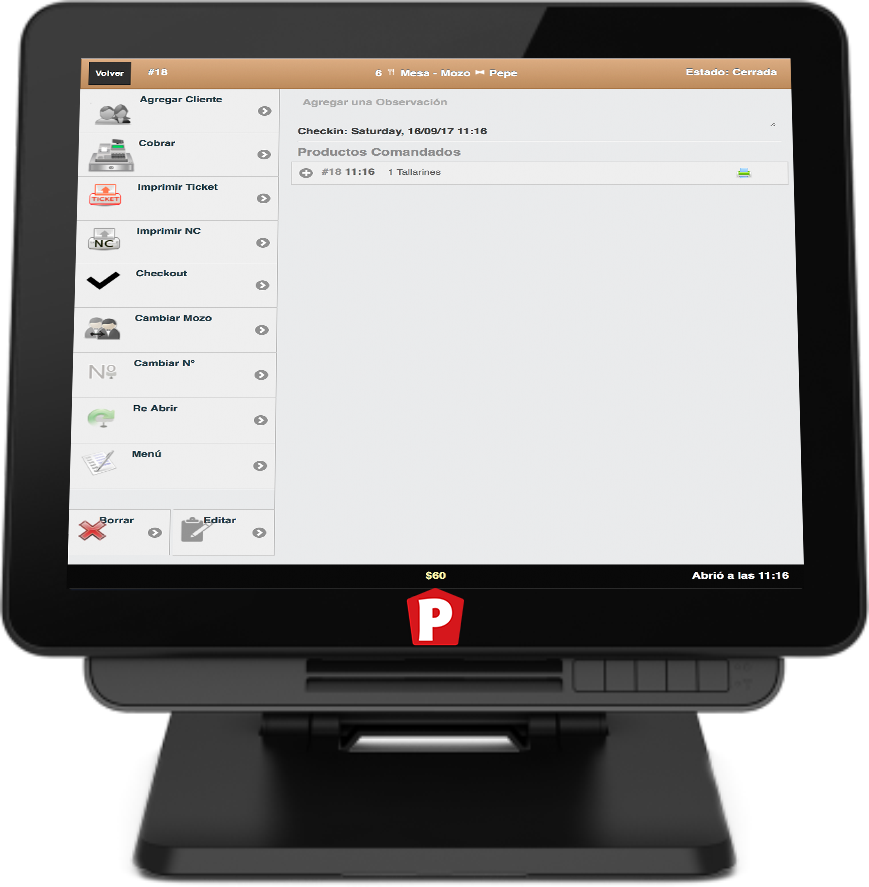 Volver #18 6 Mesa - Mozo Pepe Estado: Cerrada
Agregar Cliente
Cobrar
TICKET
Imprimir Ticket
NC
Imprimir NC
Checkout
Cambiar Mozo
Nº
Cambiar N°
Re Abrir
Menú
Borrar
Editar
Agregar una Observación
Checkin: Saturday, 16/09/17 11:16
Productos Comandados
#18 11:16 1 Tallarines
$60
Abrió a las 11:16
P